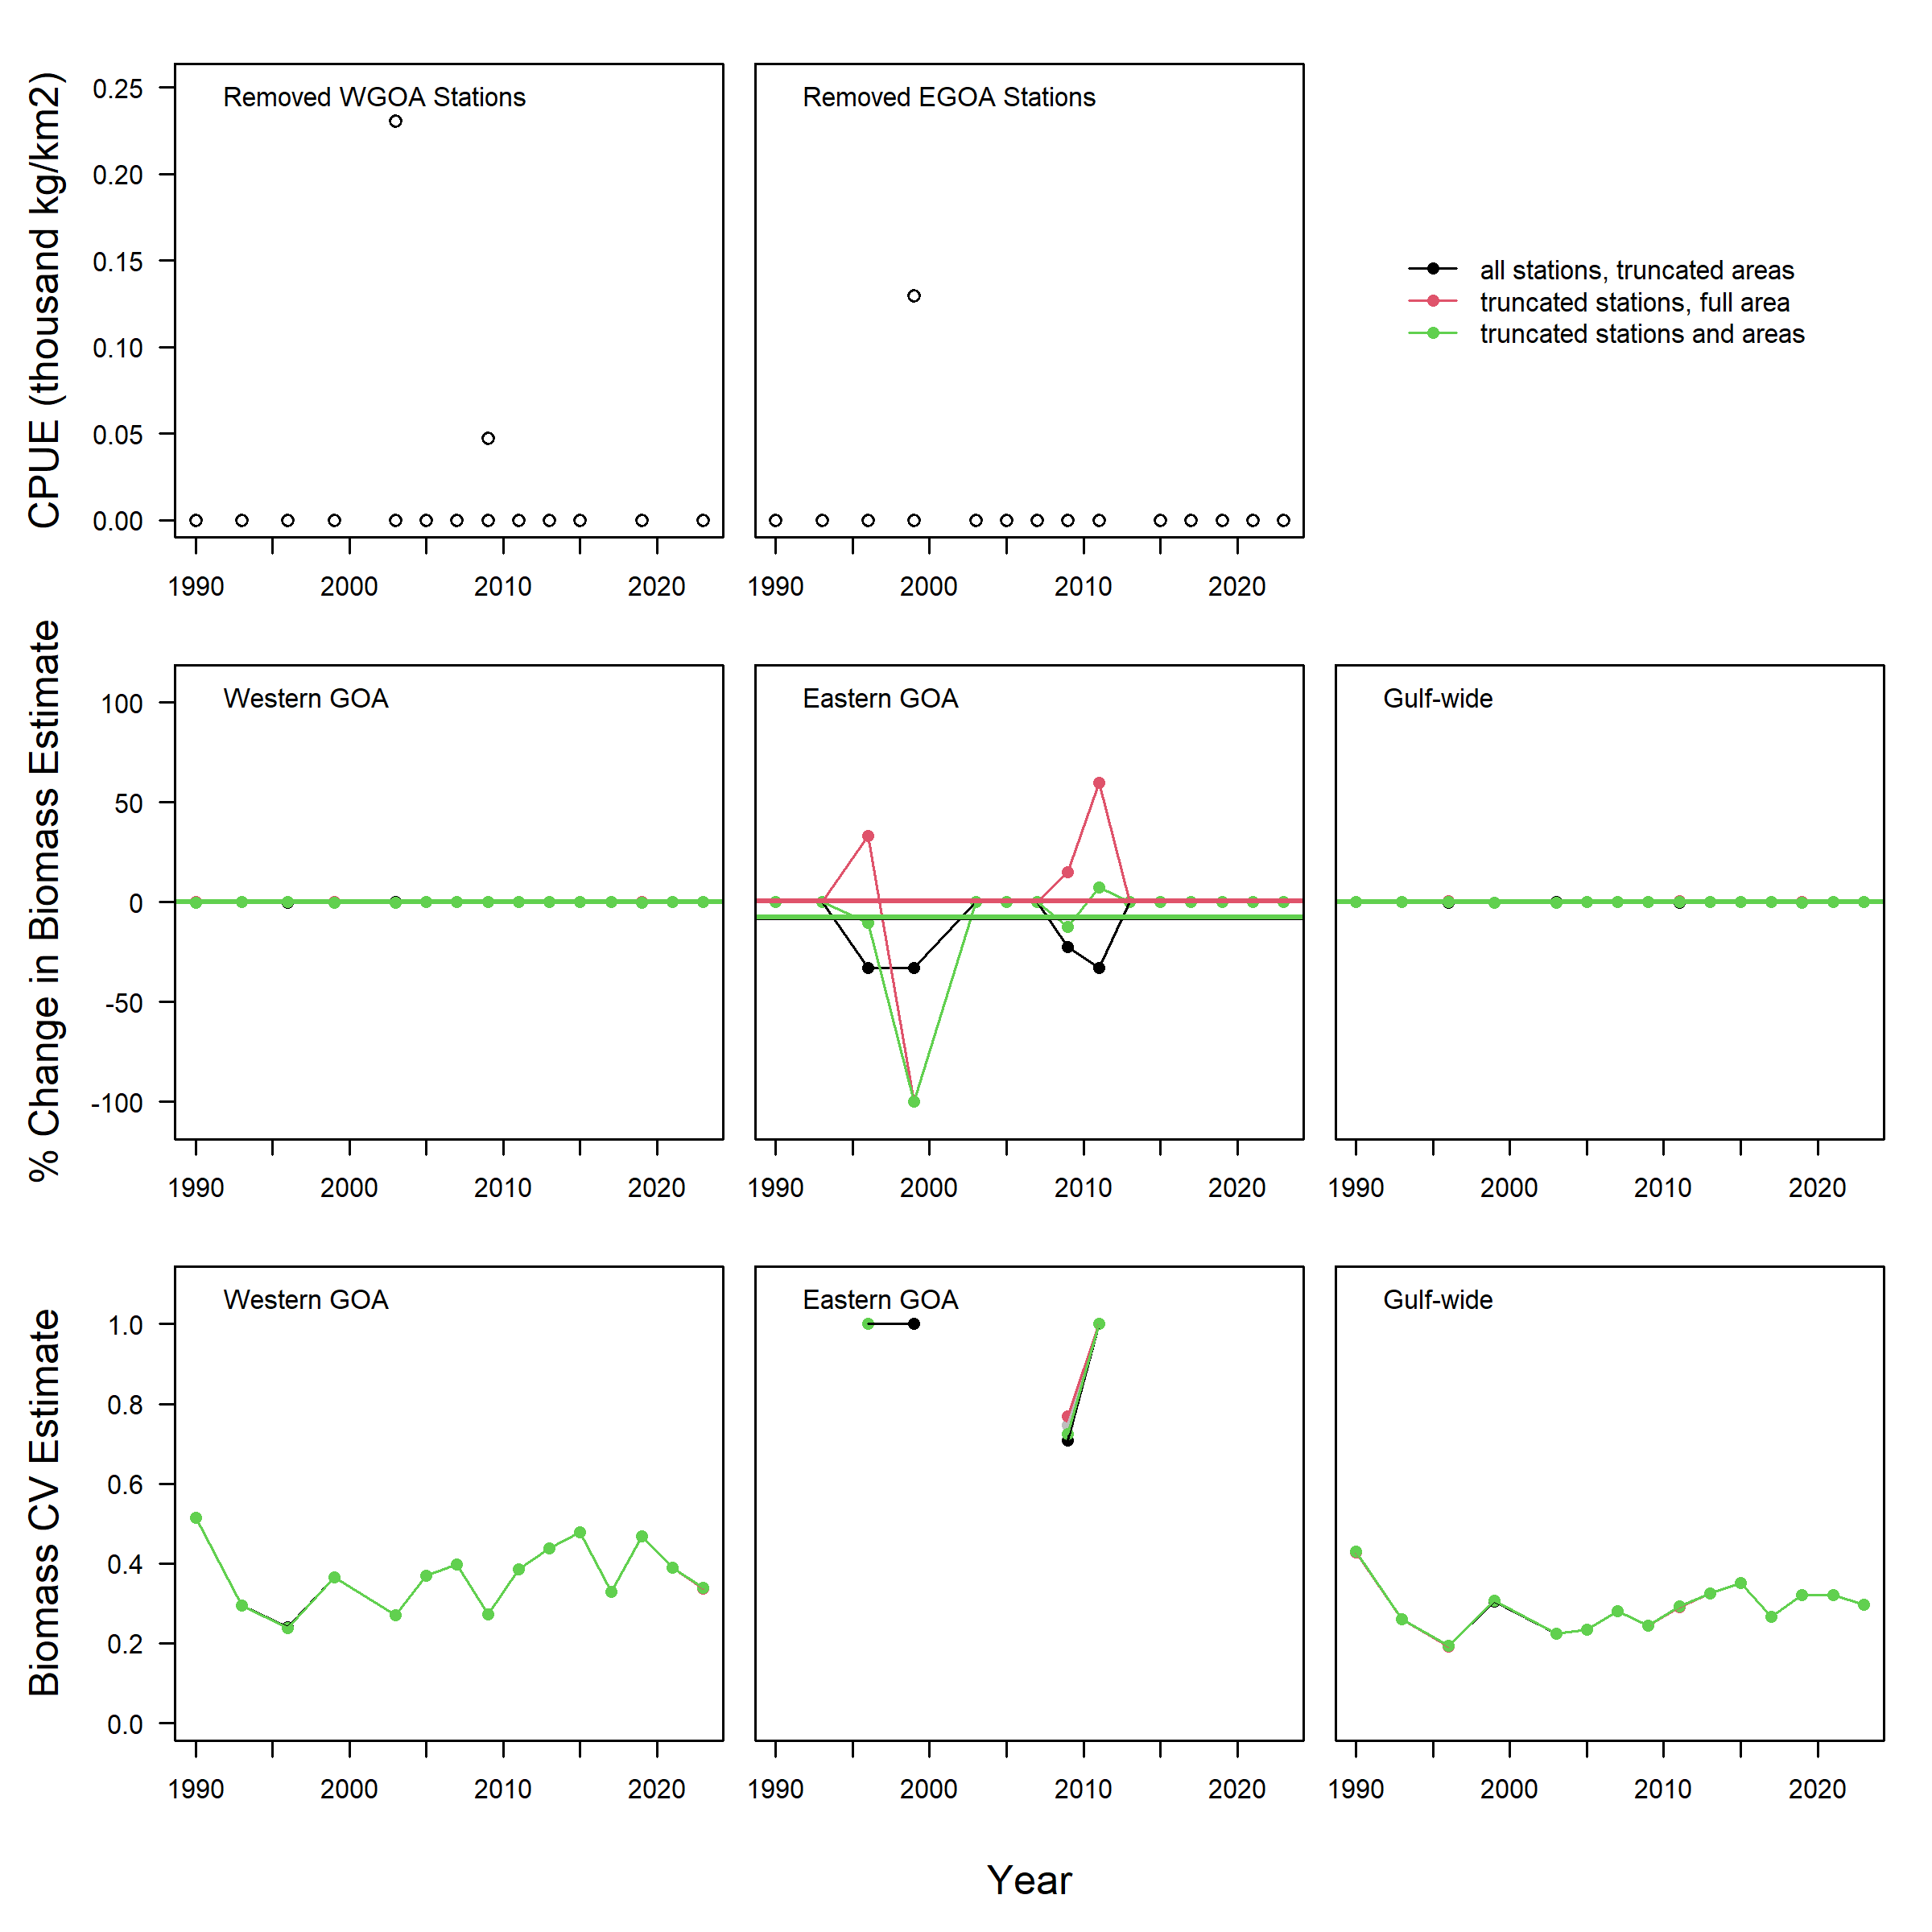 CPUE (thousand kg/km2)
0.25
0.20
0.15
0.10
0.05
0.00
Removed WGOA Stations
1990 2000 2010 2020
Removed EGOA Stations
1990 2000 2010 2020
all stations, truncated areas
truncated stations, full area
truncated stations and areas
% Change in Biomass Estimate
100
50
0
-50
-100
Western GOA
1990 2000 2010 2020
Eastern GOA
1990 2000 2010 2020
Gulf-wide
1990 2000 2010 2020
Biomass CV Estimate
1.0
0.8
0.6
0.4
0.2
0.0
Western GOA
1990 2000 2010 2020
Eastern GOA
1990 2000 2010 2020
Gulf-wide
1990 2000 2010 2020
Year